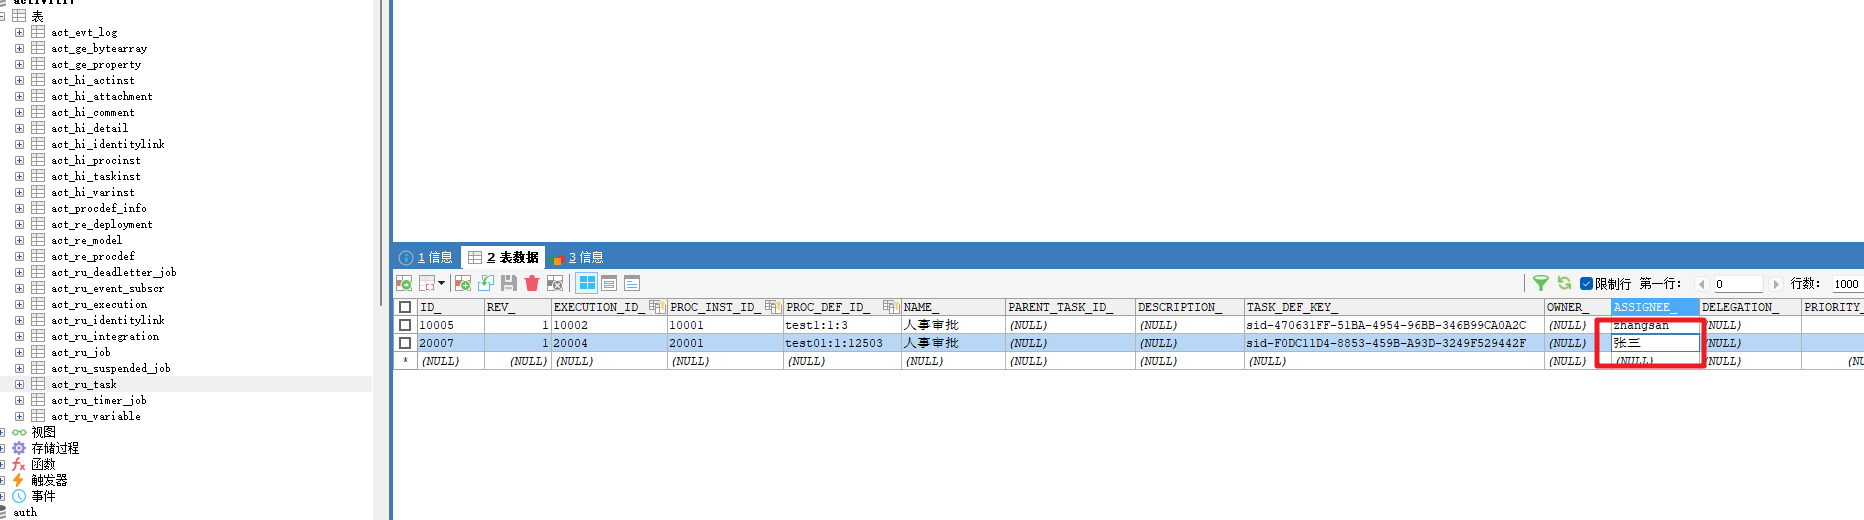 表
act_evt_log
act_ge_bytearray
act_ge_property
act_hi_actinst
act_hi_attachment
act_hi_comment
act_hi_detail
act_hi_identitylink
act_hi_procinst
act_hi_taskinst
act_hi_varinst
act_procdef_info
act_re_deployment
act_re_model
act_re_procdef
act_ru_deadletter_job
act_ru_event_subscr
act_ru_execution
act_ru_identitylink
act_ru_integration
act_ru_job
act_ru_suspended_job
act_ru_task
act_ru_timer_job
act_ru_variable
视图
存储过程
函数
触发器
事件
auth
1 信息 2 表数据 3 信息
限制行 第一行: 0 行数: 1000
ID_ REV_ EXECUTION_ID_ PROC_INST_ID_ PROC_DEF_ID_ NAME_ PARENT_TASK_ID_ DESCRIPTION_ TASK_DEF_KEY_ OWNER_ ASSIGNEE_ DELEGATION_ PRIORITY_
10005 1 10002 10001 test1:1:3 人事审批 (NULL) (NULL) sid-470631FF-51BA-4954-96BB-346B99CA0A2C (NULL) zhangsan (NULL)
20007 1 20004 20001 test01:1:12503 人事审批 (NULL) (NULL) sid-F0DC11D4-8853-459B-A93D-3249F529442F (NULL) 张三 (NULL)
* (NULL) (NULL) (NULL) (NULL) (NULL) (NULL) (NULL) (NULL) (NULL) (NULL) (NULL) (NULL) (NU